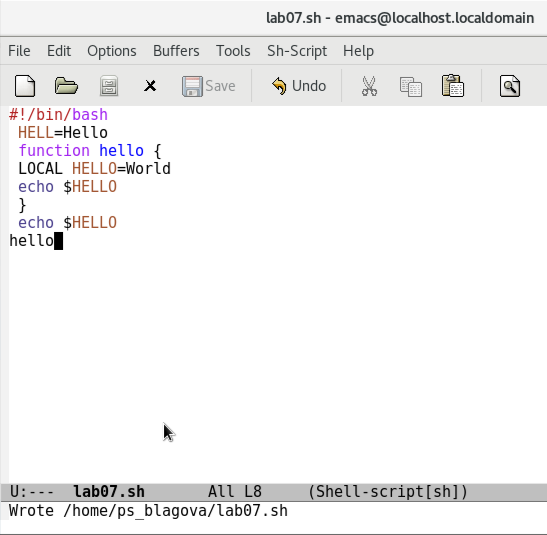 lab07.sh - emacs@localhost.localdomain
File Edit Options Buffers Tools Sh-Script Help
Save Undo
#!/bin/bash
HELL=Hello
function hello {
LOCAL HELLO=World
echo $HELLO
}
echo $HELLO
hello
U:--- lab07.sh All L8 (Shell-script[sh])
Wrote /home/ps_blagova/lab07.sh